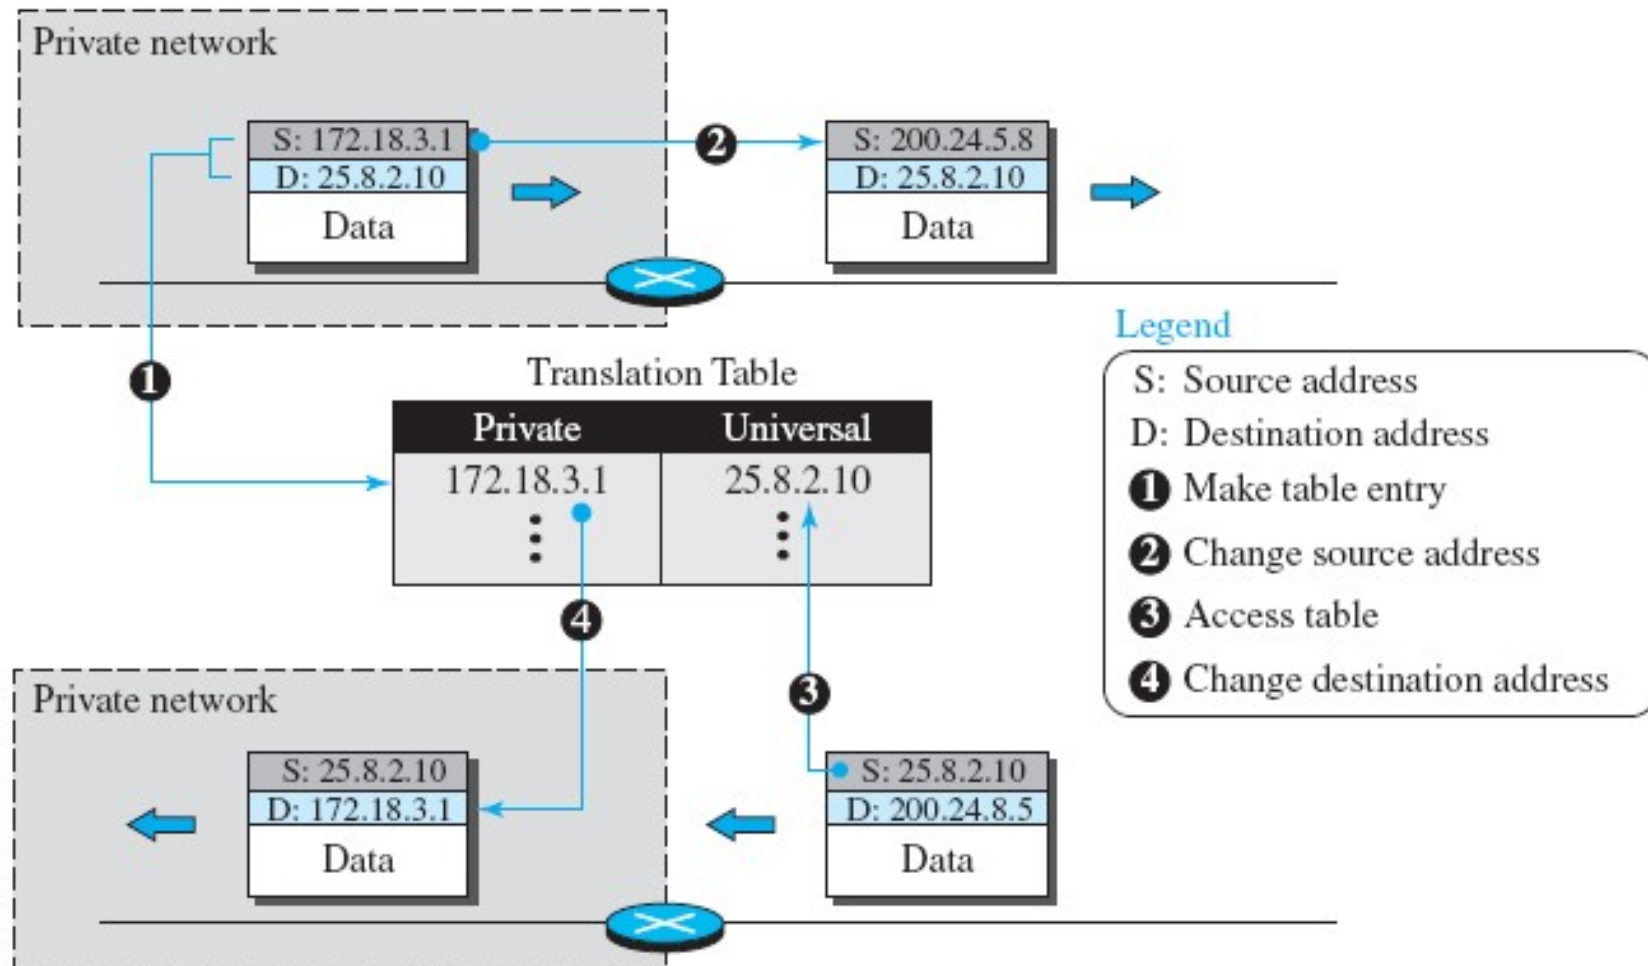 Private network
S: 172.18.3.1
D: 25.8.2.10
Data
2
S: 200.24.5.8
D: 25.8.2.10
Data
1
Translation Table
Private Universal
172.18.3.1 25.8.2.10
4
3
Legend
S: Source address
D: Destination address
1 Make table entry
2 Change source address
3 Access table
4 Change destination address
Private network
S: 25.8.2.10
D: 172.18.3.1
Data
S: 25.8.2.10
D: 200.24.8.5
Data